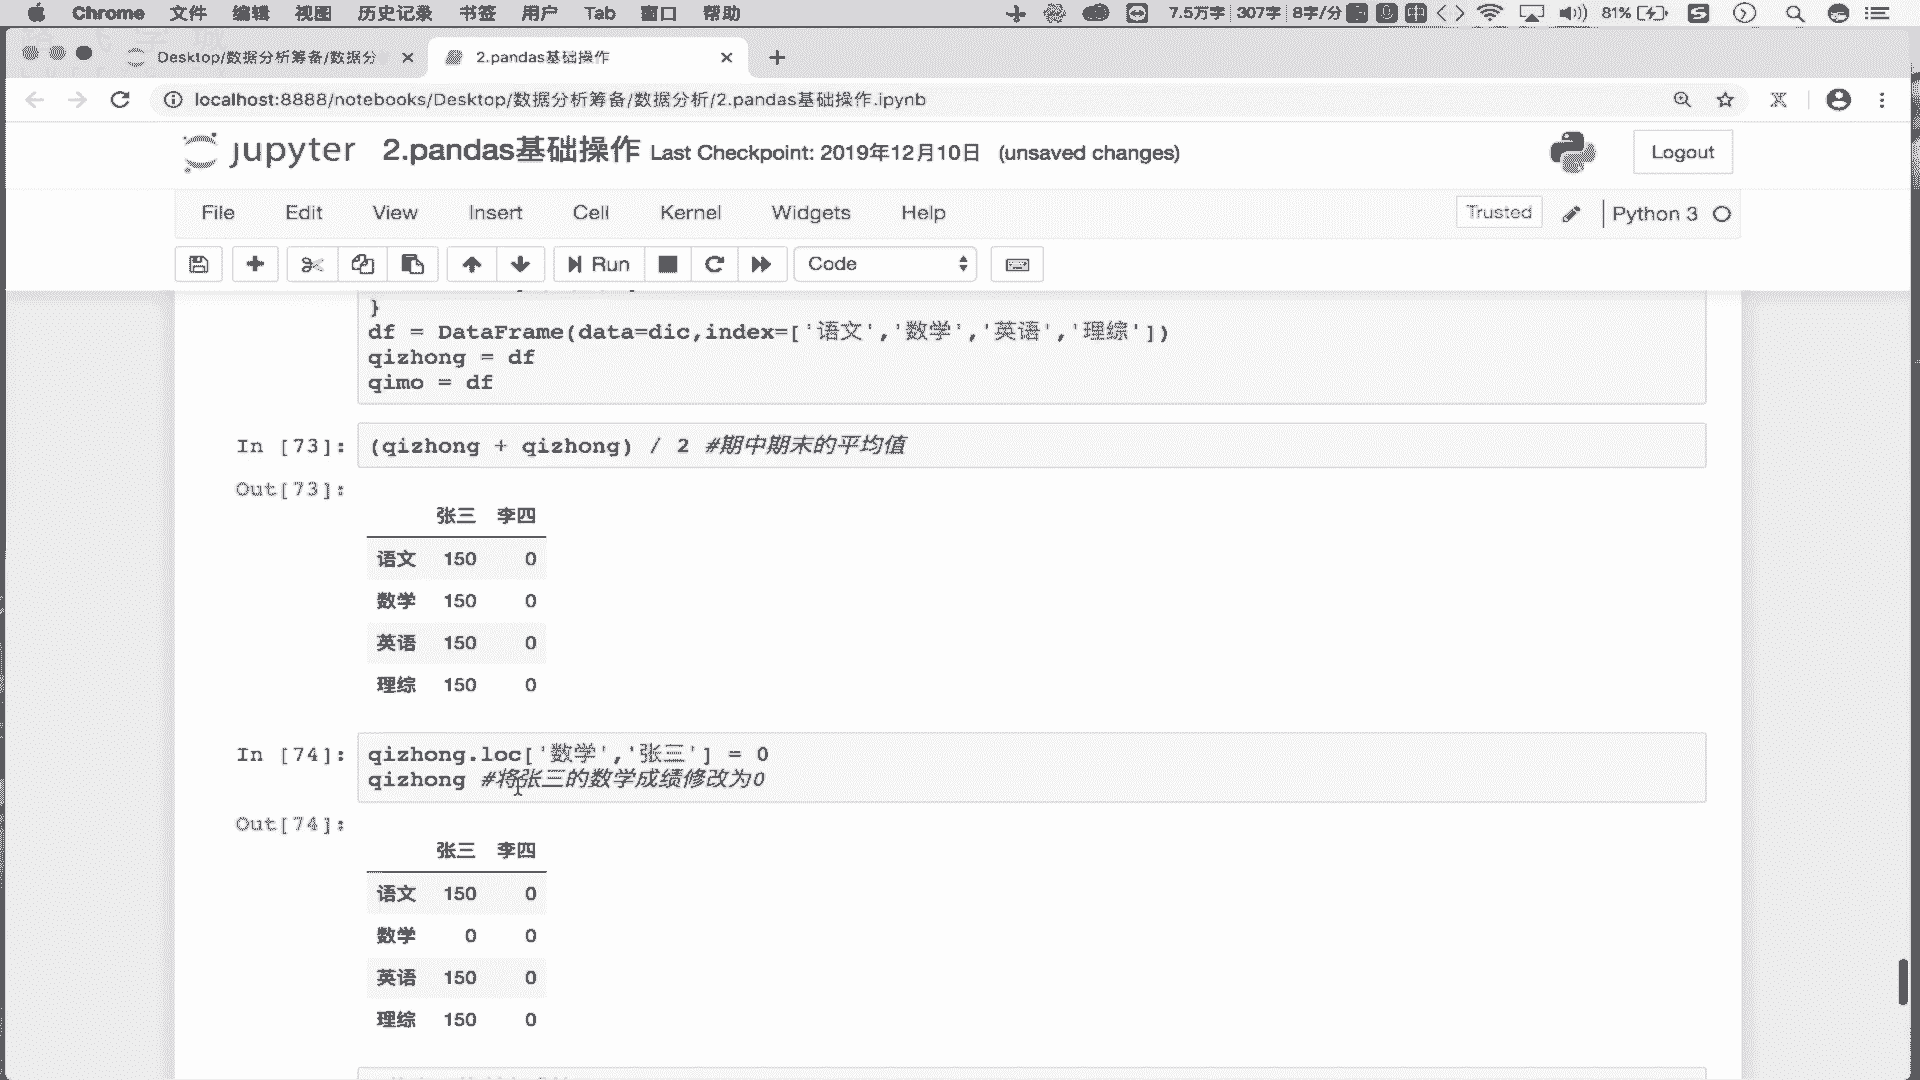 Chrome 文件 编辑 视图 历史记录 书签 用户 Tab 窗口 帮助 7.5万字 307字 8字/分 中 81%
Desktop/数据分析筹备/数据分 2.pandas基础操作
localhost:8888/notebooks/Desktop/数据分析筹备/数据分析/2.pandas基础操作.ipynb
jupyter 2.pandas基础操作 Last Checkpoint: 2019年12月10日 (unsaved changes) Logout
File Edit View Insert Cell Kernel Widgets Help Trusted Python 3
Run Code
}
df = DataFrame(data=dic,index=['语文','数学','英语','理综'])
qizhong = df
qimo = df
In [73]: (qizhong + qizhong) / 2 #期中期末的平均值
Out[73]:
张三 李四
语文 150 0
数学 150 0
英语 150 0
理综 150 0
In [74]: qizhong.loc['数学','张三'] = 0
qizhong #将张三的数学成绩修改为0
Out[74]:
张三 李四
语文 150 0
数学 0 0
英语 150 0
理综 150 0